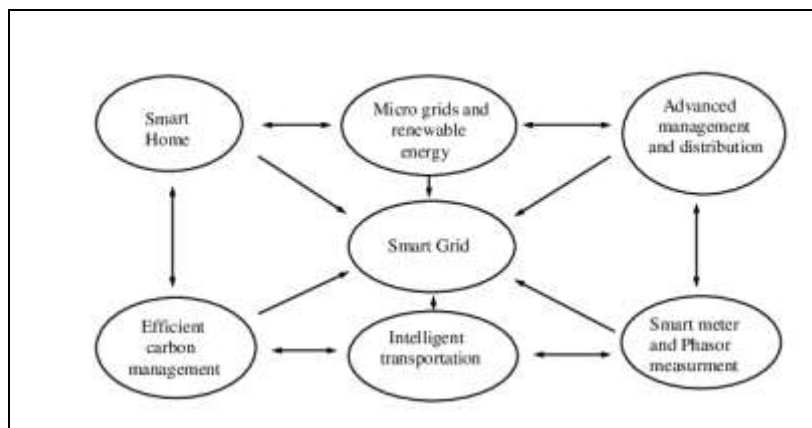 Smart
Home
Micro grids and
renewable
energy
Advanced
management
and distribution
Smart Grid
Efficient
carbon
management
Intelligent
transportation
Smart meter
and Phasor
measurment